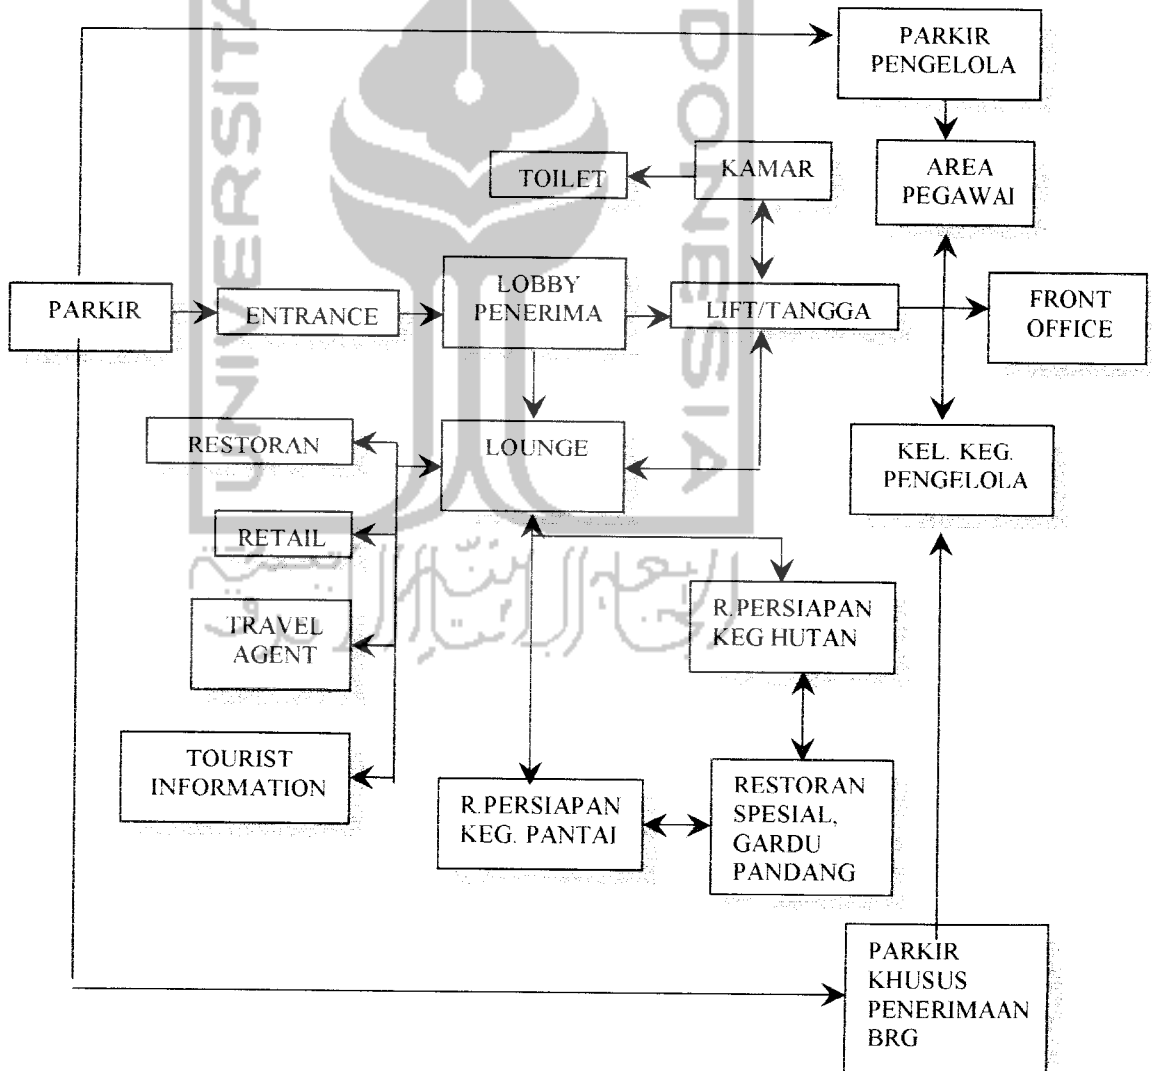 PARKIR
PENGELOLA
AREA
PEGAWAI
TOILET
KAMAR
PARKIR
ENTRANCE
LOBBY
PENERIMA
LIFT/TANGGA
FRONT
OFFICE
RESTORAN
LOUNGE
KEL. KEG.
PENGELOLA
RETAIL
TRAVEL
AGENT
R.PERSIAPAN
KEG HUTAN
TOURIST
INFORMATION
R.PERSIAPAN
KEG. PANTAI
RESTORAN
SPESIAL,
GARDU
PANDANG
PARKIR
KHUSUS
PENERIMAAN
BRG
UNIVERSITA
DONESIA